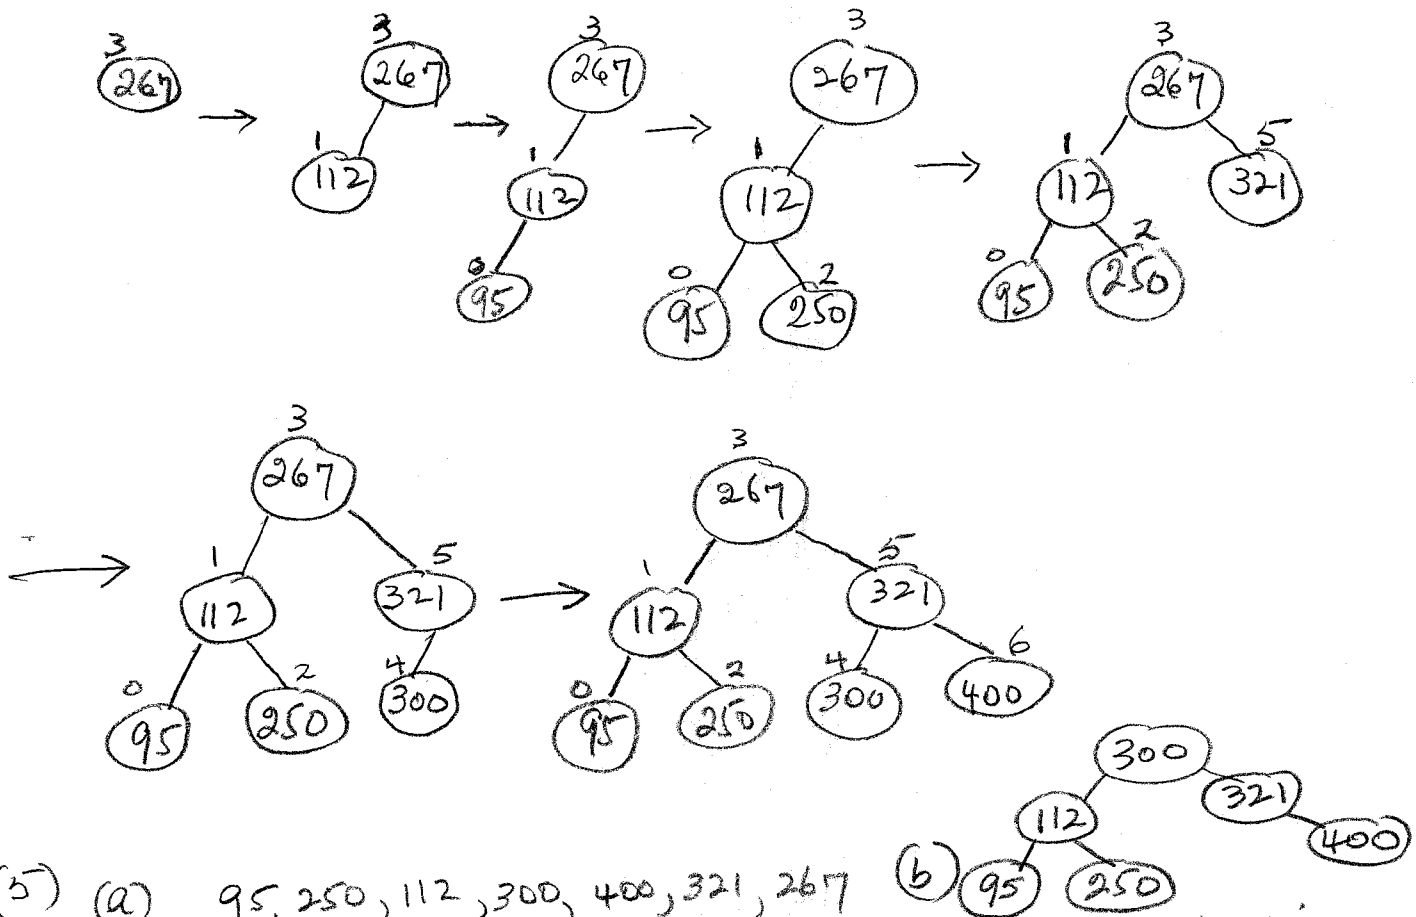 3 3 3 3 3
267 267 267 267 267
1 1 1 1 5
112 112 112 112 321
0 0 2 0 2
95 95 250 95 250
3 3
267 267
1 5 1 5
112 321 112 321
0 2 4 0 2 4 6
95 250 300 95 250 300 400
300
321
112 400
(5) (a) 95, 250, 112, 300, 400, 321, 267 (b) 95 250